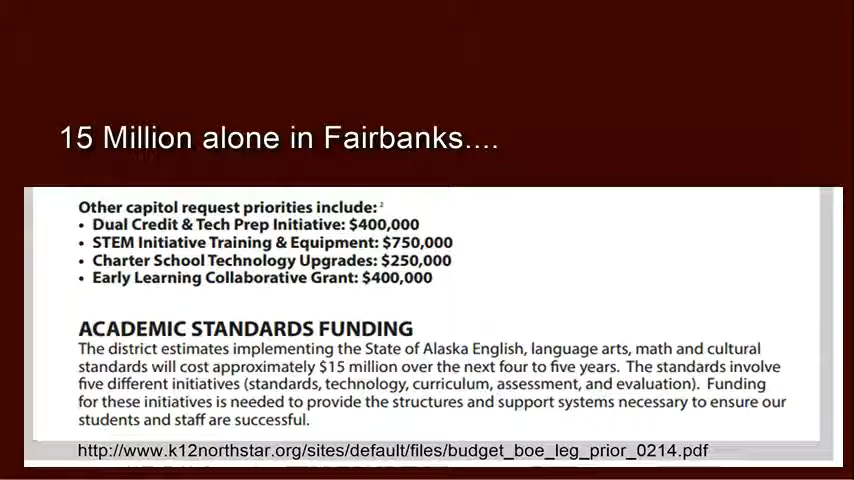 15 Million alone in Fairbanks....
Other capitol request priorities include: ²
• Dual Credit & Tech Prep Initiative: $400,000
• STEM Initiative Training & Equipment: $750,000
• Charter School Technology Upgrades: $250,000
• Early Learning Collaborative Grant: $400,000
ACADEMIC STANDARDS FUNDING
The district estimates implementing the State of Alaska English, language arts, math and cultural
standards will cost approximately $15 million over the next four to five years. The standards involve
five different initiatives (standards, technology, curriculum, assessment, and evaluation). Funding
for these initiatives is needed to provide the structures and support systems necessary to ensure our
students and staff are successful.
http://www.k12northstar.org/sites/default/files/budget_boe_leg_prior_0214.pdf